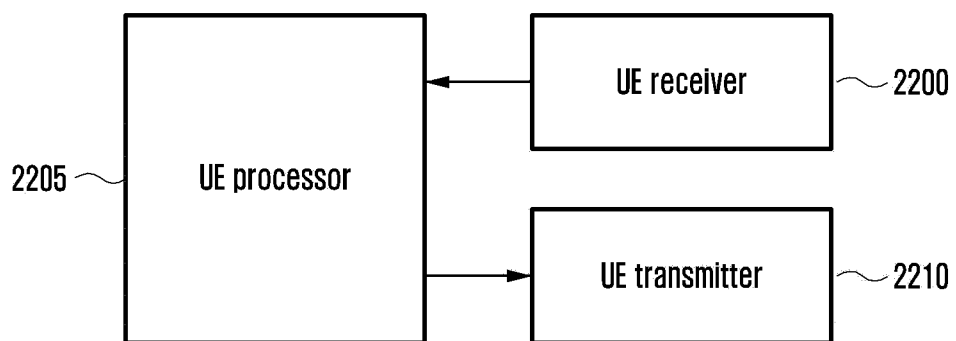 UE receiver
2200
2205
UE processor
UE transmitter
2210